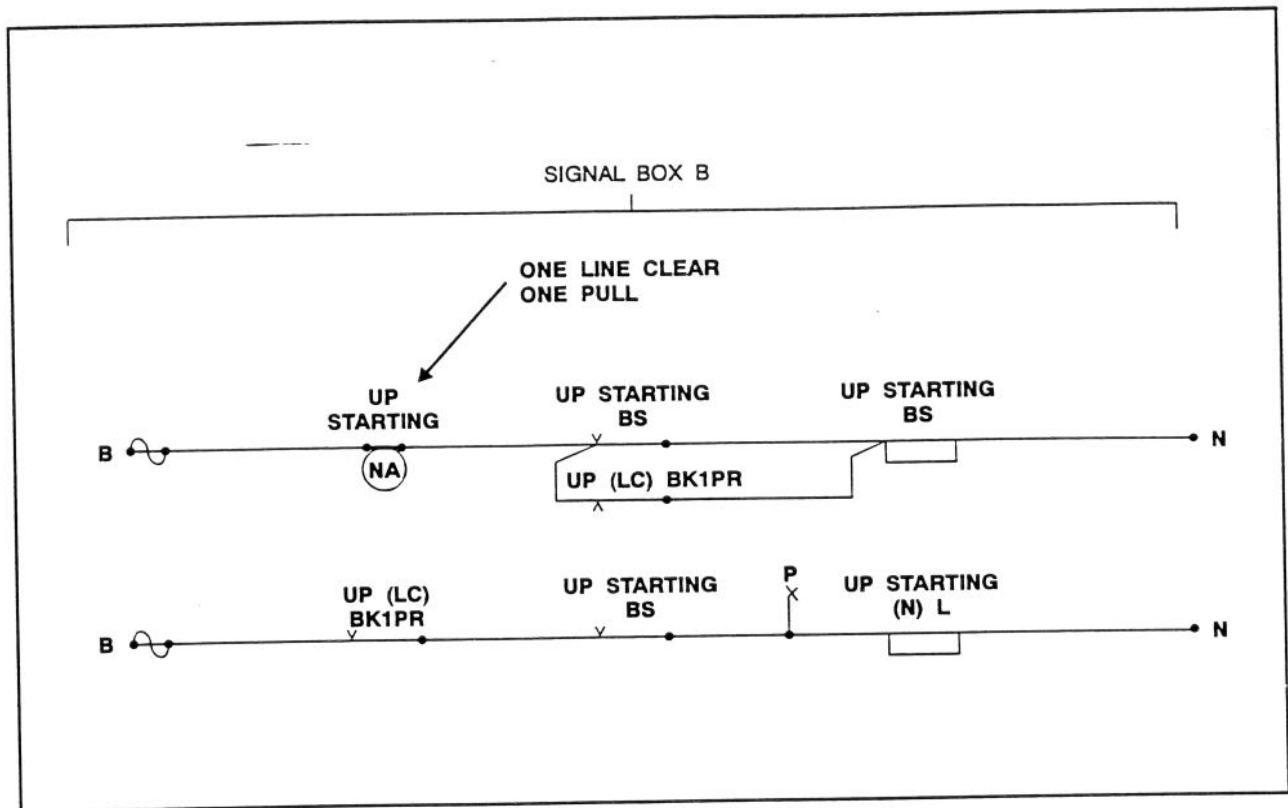 SIGNAL BOX B
ONE LINE CLEAR
ONE PULL
UP
STARTING
UP STARTING
BS
UP STARTING
BS
B
NA
N
UP (LC) BK1PR
UP (LC)
BK1PR
UP STARTING
BS
P
UP STARTING
(N) L
B
N